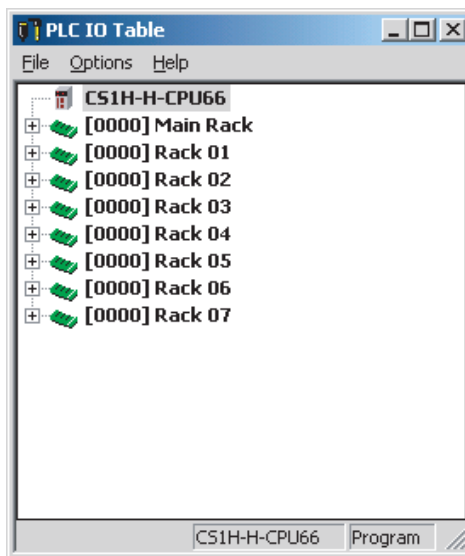 PLC IO Table
File Options Help
CS1H-H-CPU66
[0000] Main Rack
[0000] Rack 01
[0000] Rack 02
[0000] Rack 03
[0000] Rack 04
[0000] Rack 05
[0000] Rack 06
[0000] Rack 07
CS1H-H-CPU66 Program